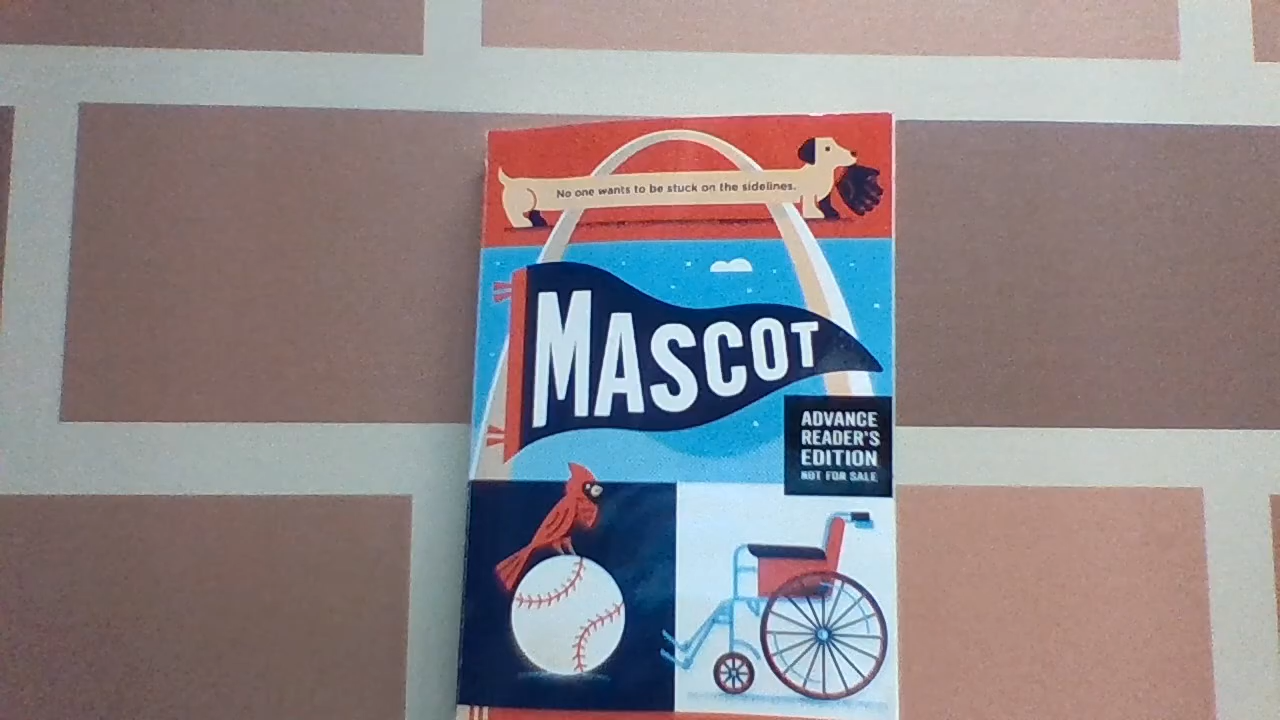 No one wants to be stuck on the sidelines.
MASCOT
ADVANCE
READER'S
EDITION
NOT FOR SALE